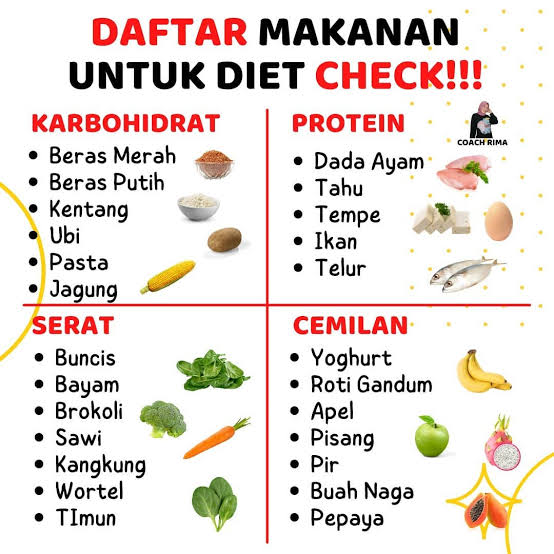 DAFTAR MAKANAN
UNTUK DIET CHECK!!!
KARBOHIDRAT
• Beras Merah
• Beras Putih
• Kentang
• Ubi
• Pasta
• Jagung
PROTEIN
COACH RIMA
• Dada Ayam
• Tahu
• Tempe
• Ikan
• Telur
SERAT
• Buncis
• Bayam
• Brokoli
• Sawi
• Kangkung
• Wortel
• TImun
CEMILAN
• Yoghurt
• Roti Gandum
• Apel
• Pisang
• Pir
• Buah Naga
• Pepaya